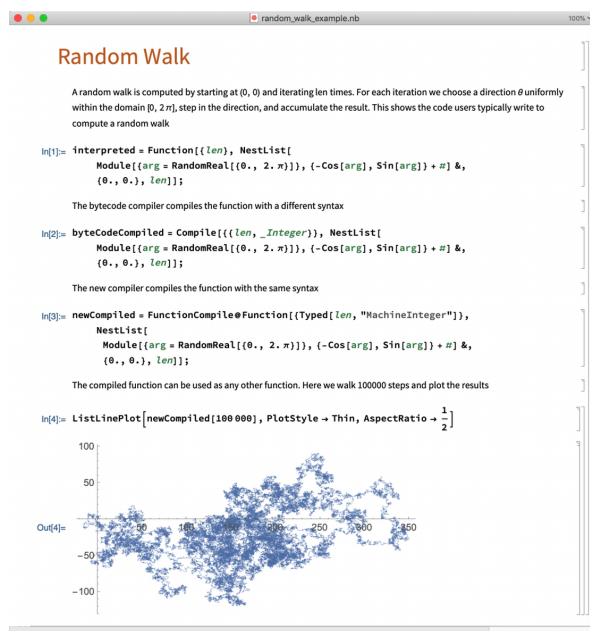 random_walk_example.nb
100%
Random Walk
A random walk is computed by starting at (0, 0) and iterating len times. For each iteration we choose a direction θ uniformly
within the domain [0, 2 π], step in the direction, and accumulate the result. This shows the code users typically write to
compute a random walk
In[1]:= interpreted = Function[{len}, NestList[
Module[{arg = RandomReal[{0., 2. π}]}, {-Cos[arg], Sin[arg]} + #] &,
{0., 0.}, len]];
The bytecode compiler compiles the function with a different syntax
In[2]:= byteCodeCompiled = Compile[{{len, _Integer}}, NestList[
Module[{arg = RandomReal[{0., 2. π}]}, {-Cos[arg], Sin[arg]} + #] &,
{0., 0.}, len]];
The new compiler compiles the function with the same syntax
In[3]:= newCompiled = FunctionCompile@Function[{Typed[len, "MachineInteger"]},
NestList[
Module[{arg = RandomReal[{0., 2. π}]}, {-Cos[arg], Sin[arg]} + #] &,
{0., 0.}, len]];
The compiled function can be used as any other function. Here we walk 100000 steps and plot the results
In[4]:= ListLinePlot[newCompiled[100 000], PlotStyle → Thin, AspectRatio → 1/2]
100
50
Out[4]=
50 100 150 200 250 300 350
-50
-100